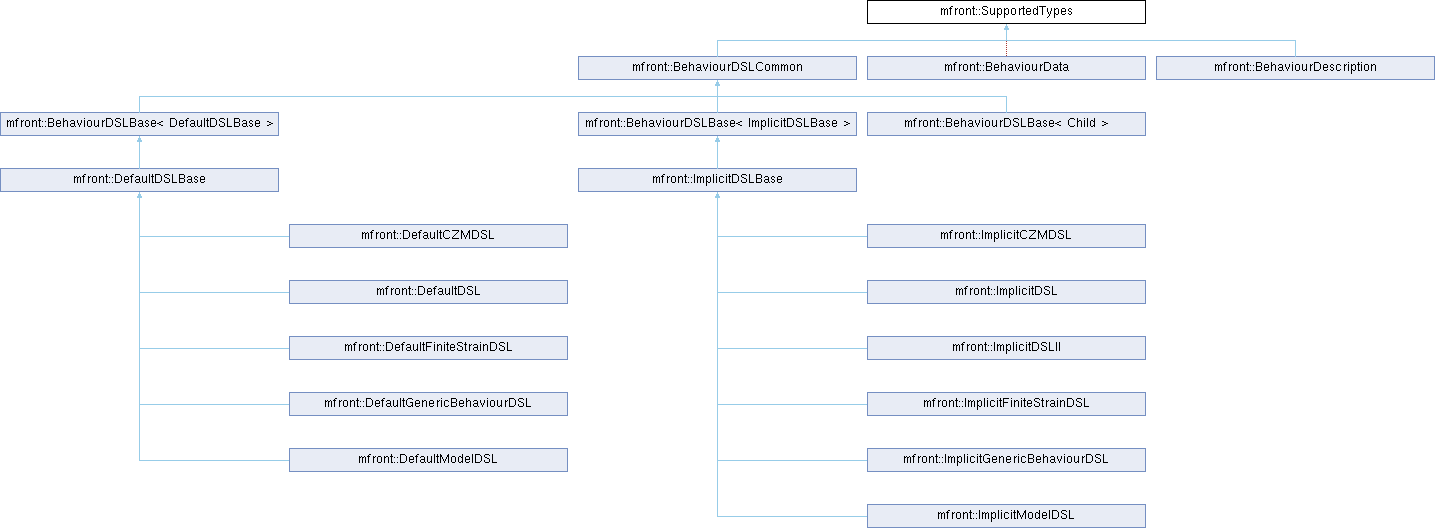 mfront::SupportedTypes
mfront::BehaviourDSLCommon
mfront::BehaviourData
mfront::BehaviourDescription
mfront::BehaviourDSLBase< DefaultDSLBase >
mfront::BehaviourDSLBase< ImplicitDSLBase >
mfront::BehaviourDSLBase< Child >
mfront::DefaultDSLBase
mfront::ImplicitDSLBase
mfront::DefaultCZMDSL
mfront::ImplicitCZMDSL
mfront::DefaultDSL
mfront::ImplicitDSL
mfront::DefaultFiniteStrainDSL
mfront::ImplicitDSLII
mfront::DefaultGenericBehaviourDSL
mfront::ImplicitFiniteStrainDSL
mfront::DefaultModelDSL
mfront::ImplicitGenericBehaviourDSL
mfront::ImplicitModelDSL